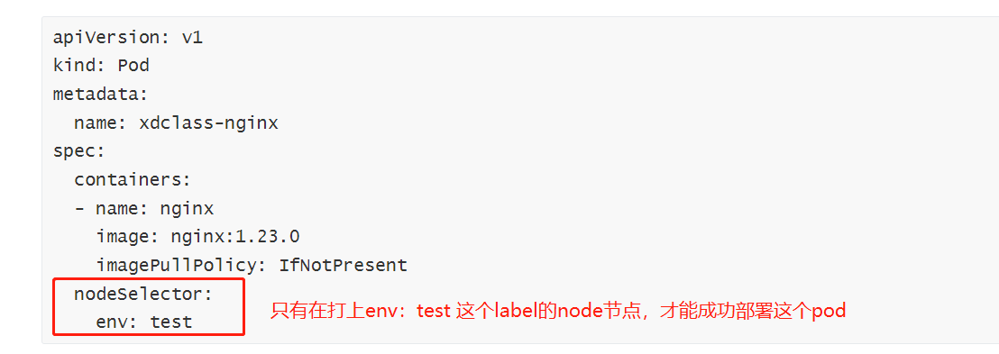 apiVersion: v1
kind: Pod
metadata:
  name: xdclass-nginx
spec:
  containers:
  - name: nginx
    image: nginx:1.23.0
    imagePullPolicy: IfNotPresent
  nodeSelector:
    env: test
只有在打上env：test 这个label的node节点，才能成功部署这个pod